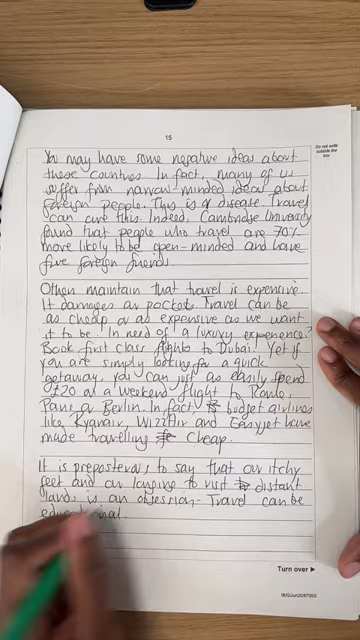 15
Do not write
outside the
box
You may have some negative ideas about
these countries. In fact, many of us
suffer from narrow-minded ideas about
foreign people. This is a disease. Travel
can cure this. Indeed, Cambridge University
found that people who travel are 70%
more likely to be open-minded and have
five foreign friends.
Others maintain that travel is expensive.
It damages our pockets. Travel can be
as cheap or as expensive as we want
it to be. In need of a luxury experience?
Book first class flights to Dubai. Yet if
you are simply looking for a quick
getaway, you can just as easily spend
£20 on a weekend flight to Rome,
Paris or Berlin. In fact budget airlines
like Ryanair, WizzAir and Easyjet have
made travelling cheap.
It is preposterous to say that our itchy
feet and our longing to visit distant
lands is an obsession. Travel can be
educational.
Turn over ►
IB/G/Jun20/8700/2